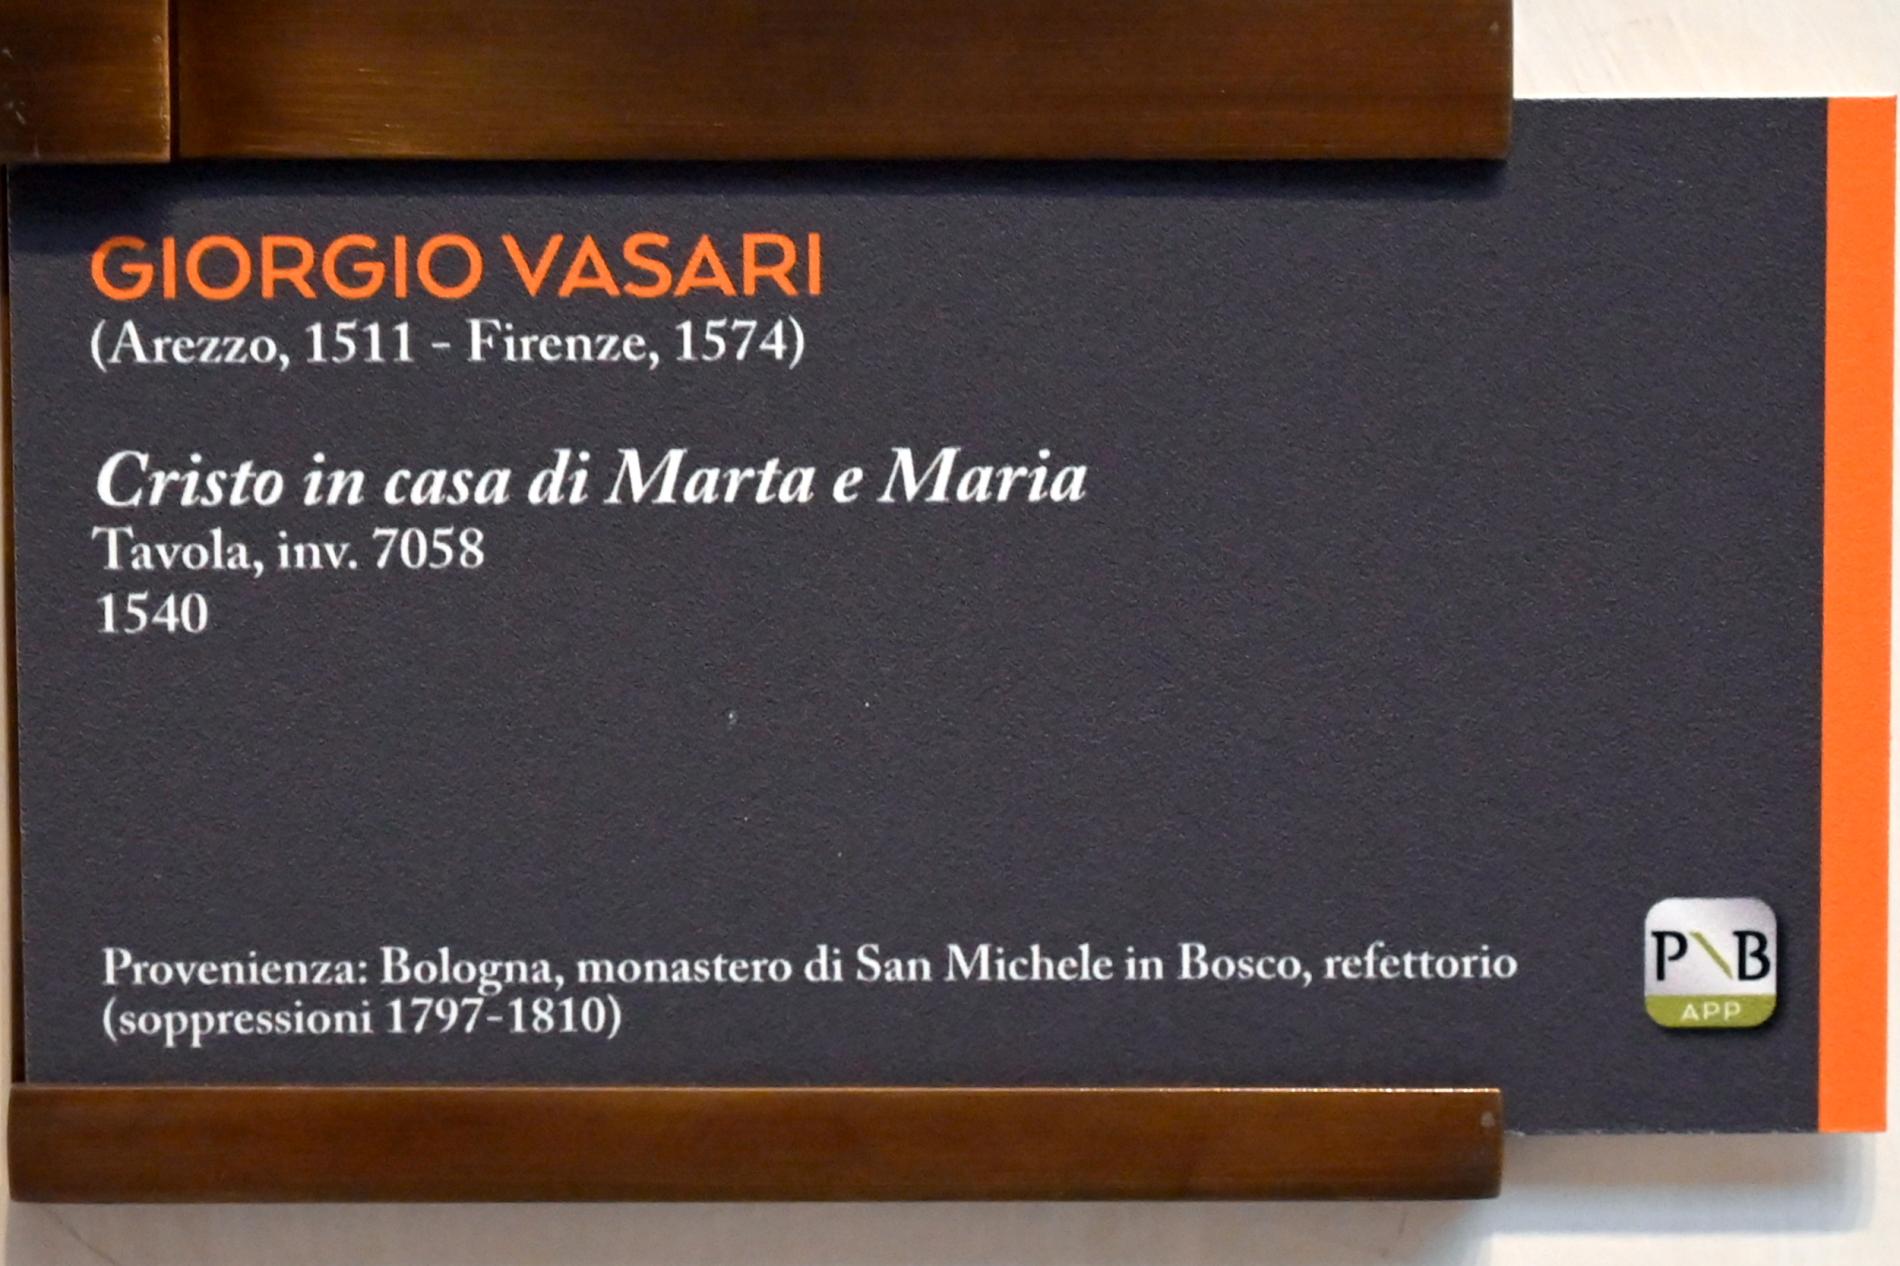 GIORGIO VASARI
(Arezzo, 1511 - Firenze, 1574)
Cristo in casa di Marta e Maria
Tavola, inv. 7058
1540
Provenienza: Bologna, monastero di San Michele in Bosco, refettorio
(soppressioni 1797-1810)
P\B
APP